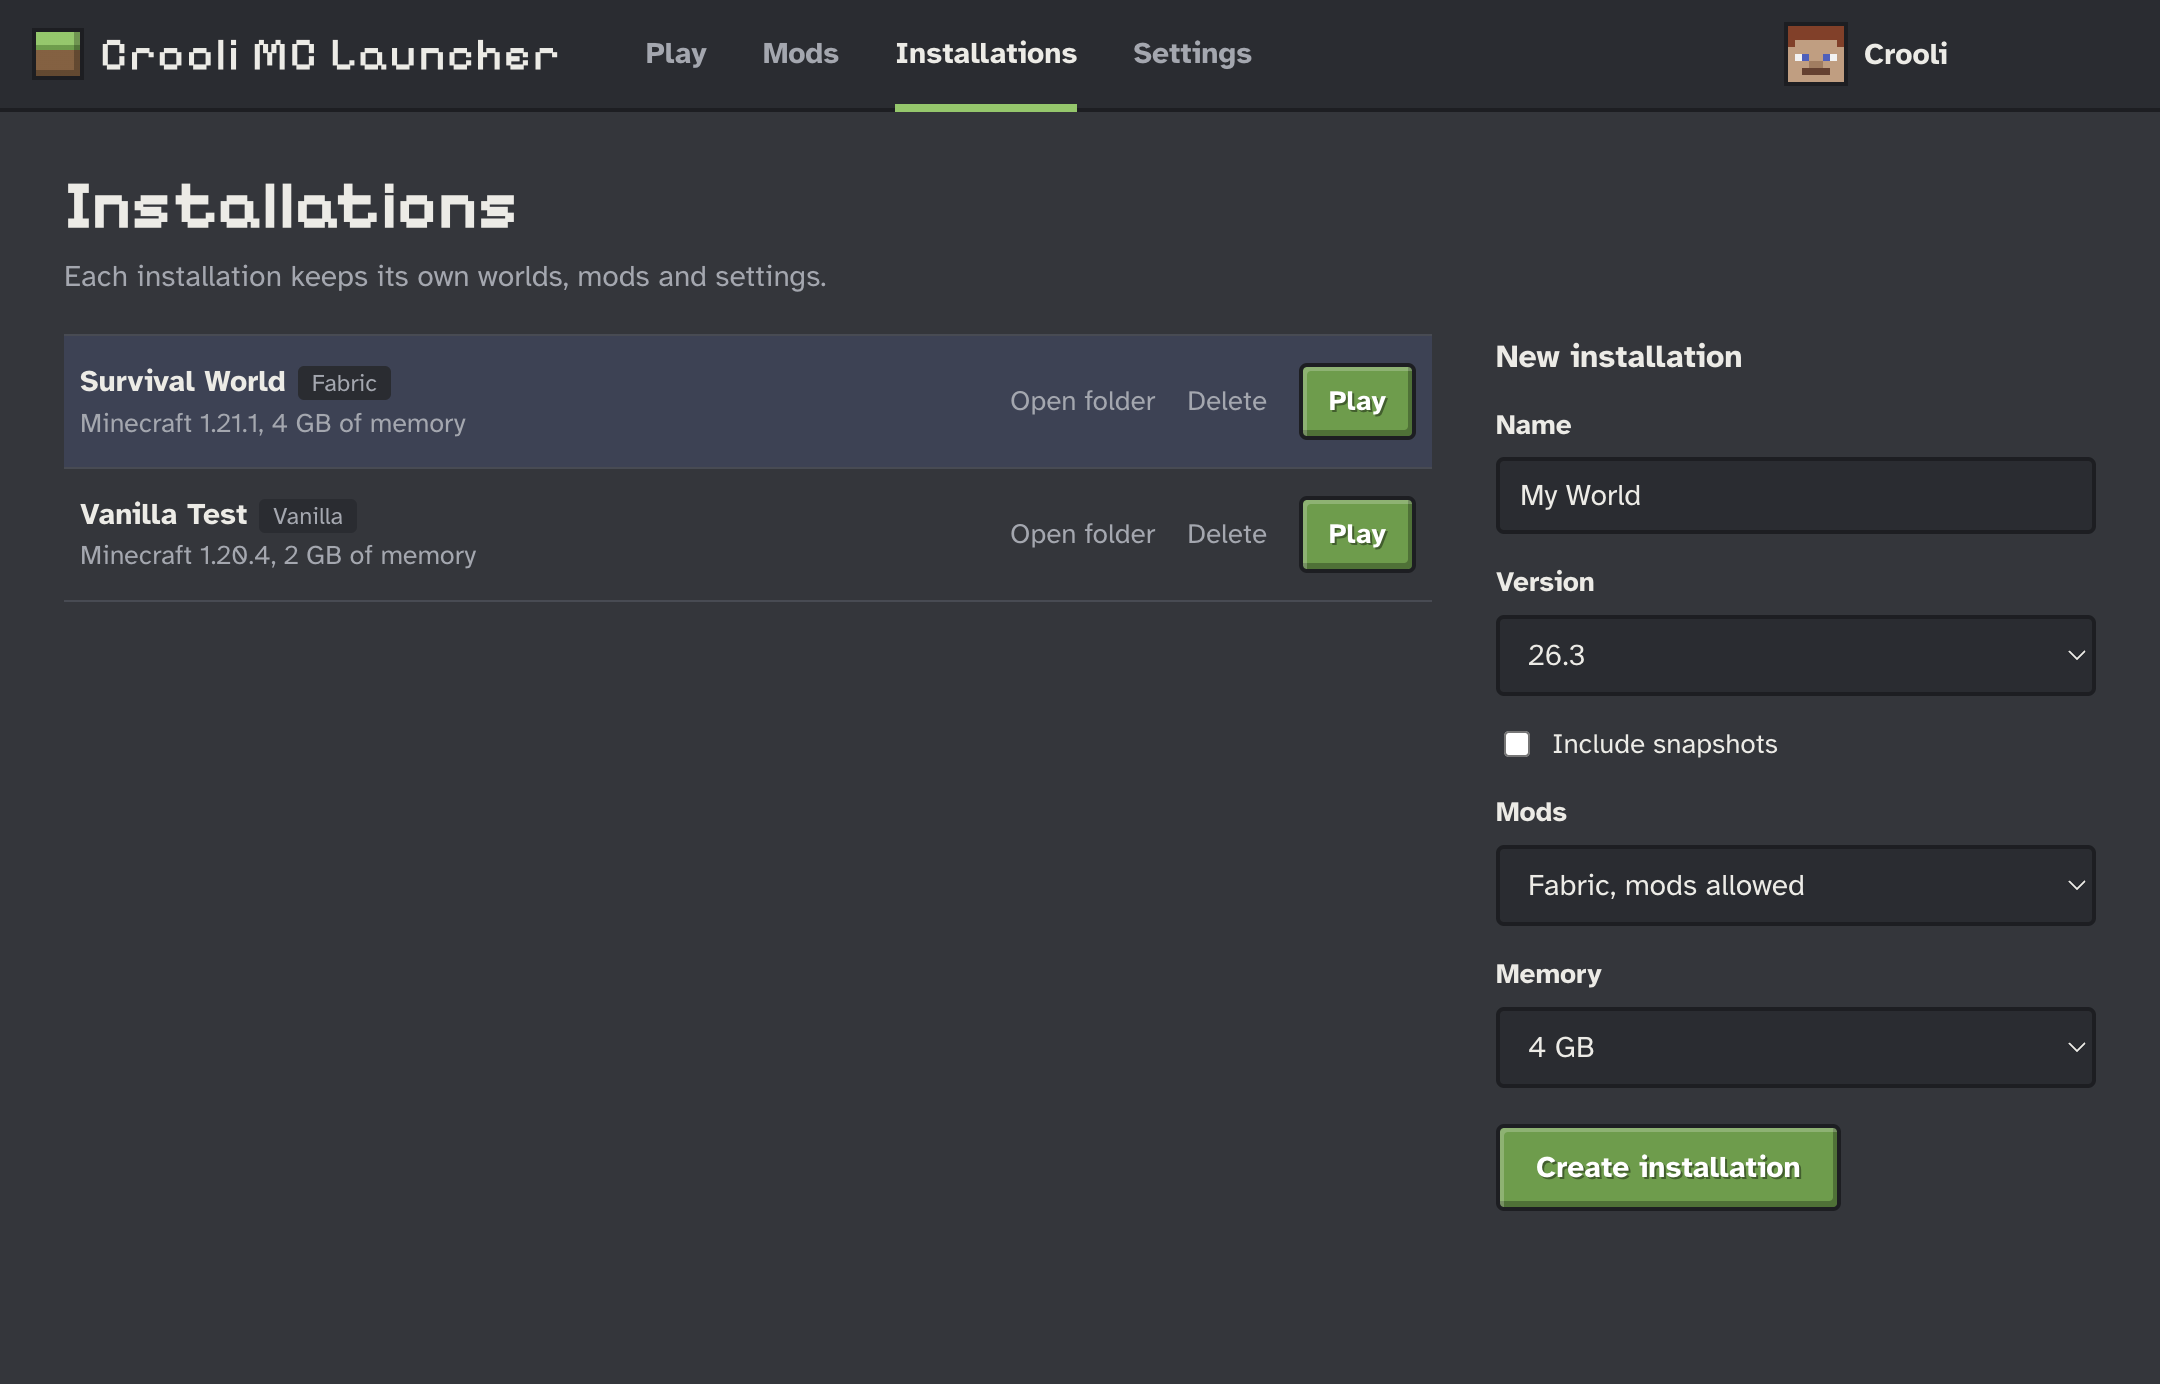 Crooli MC Launcher
Play
Mods
Installations
Settings
Crooli
Installations
Each installation keeps its own worlds, mods and settings.
Survival World
Fabric
Minecraft 1.21.1, 4 GB of memory
Open folder
Delete
Play
Vanilla Test
Vanilla
Minecraft 1.20.4, 2 GB of memory
Open folder
Delete
Play
New installation
Name
My World
Version
26.3
Include snapshots
Mods
Fabric, mods allowed
Memory
4 GB
Create installation